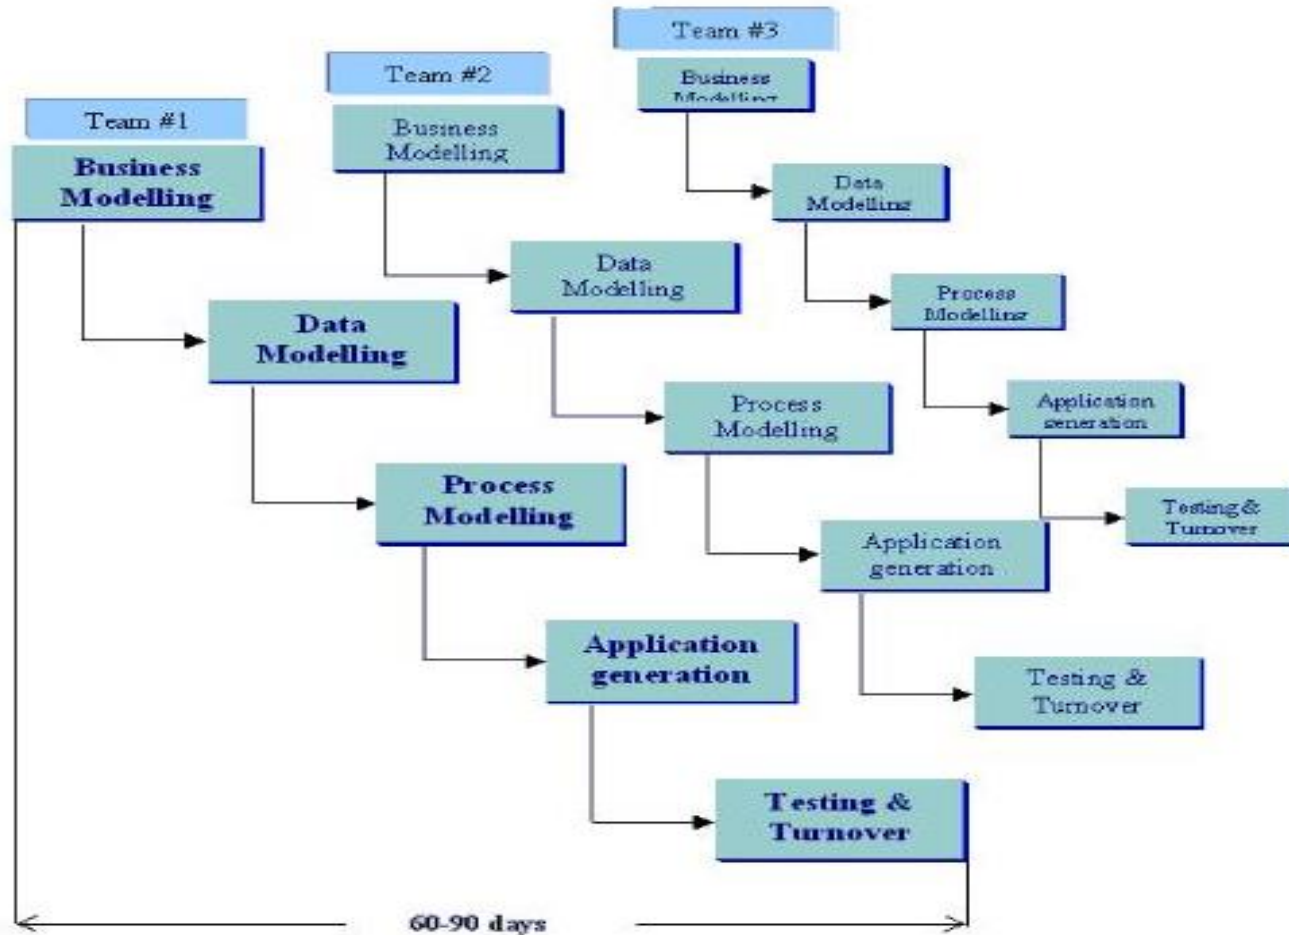 Team #1
Business
Modelling
Data
Modelling
Process
Modelling
Application
generation
Testing &
Turnover
Team #2
Business
Modelling
Data
Modelling
Process
Modelling
Application
generation
Testing &
Turnover
Team #3
Business
Modelling
Data
Modelling
Process
Modelling
Application
generation
Testing &
Turnover
60-90 days